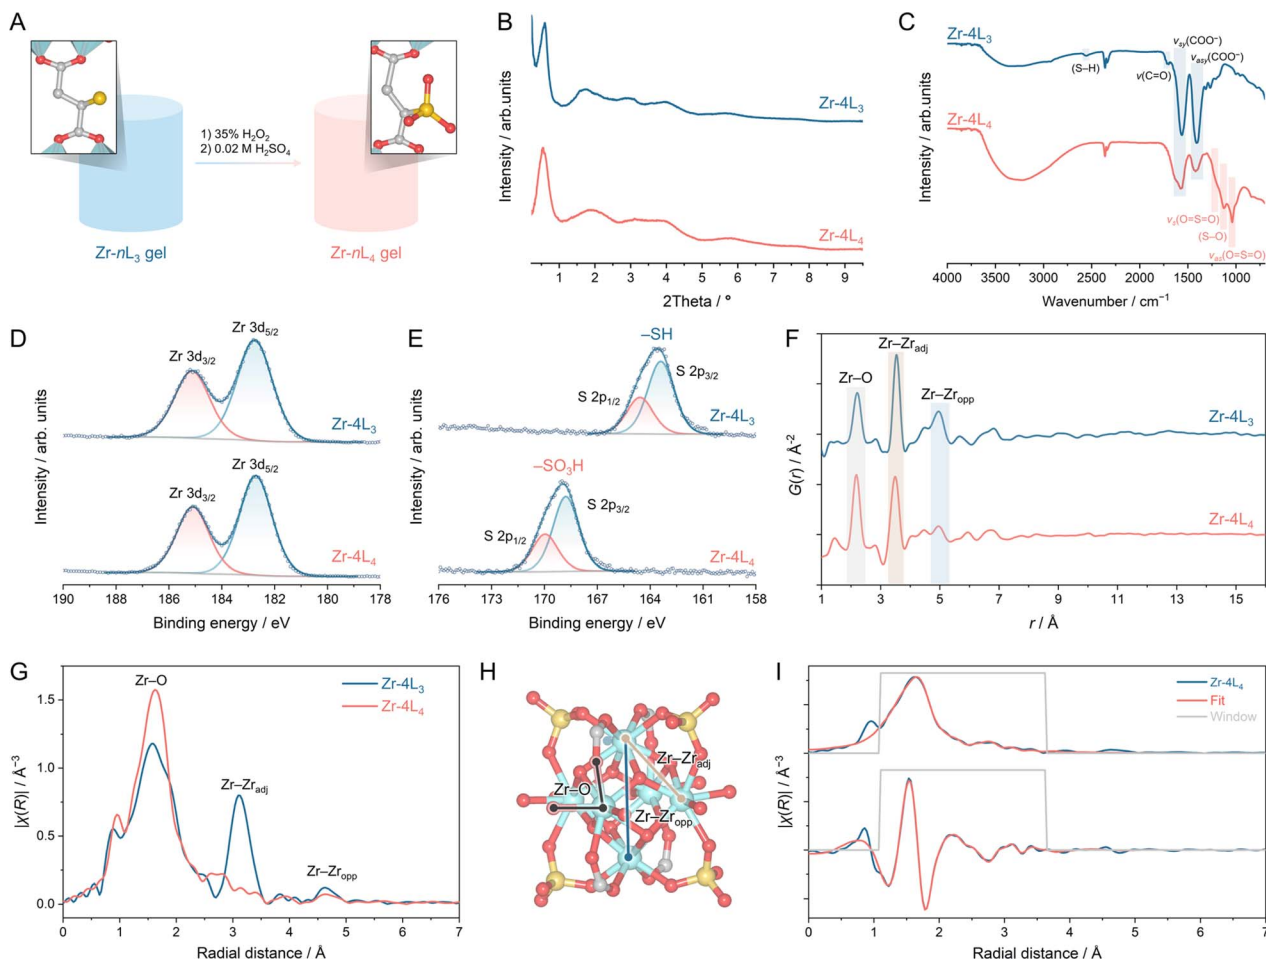 A
1) 35% H₂O₂
2) 0.02 M H₂SO₄
Zr-nL₃ gel
Zr-nL₄ gel
B
Intensity / arb.units
Zr-4L₃
Zr-4L₄
1 2 3 4 5 6 7 8 9
2Theta / °
C
Intensity / arb.units
Zr-4L₃
νsy(COO⁻)
νasy(COO⁻)
(S–H)
ν(C=O)
Zr-4L₄
νs(O=S=O)
(S–O)
νas(O=S=O)
4000 3500 3000 2500 2000 1500 1000
Wavenumber / cm⁻¹
D
Intensity / arb. units
Zr 3d₅/₂
Zr 3d₃/₂
Zr-4L₃
Zr 3d₅/₂
Zr 3d₃/₂
Zr-4L₄
190 188 186 184 182 180 178
Binding energy / eV
E
Intensity / arb. units
–SH
S 2p₃/₂
S 2p₁/₂
Zr-4L₃
–SO₃H
S 2p₃/₂
S 2p₁/₂
Zr-4L₄
176 173 170 167 164 161 158
Binding energy / eV
F
G(r) / Å⁻²
Zr–Zradj
Zr–O
Zr–Zropp
Zr-4L₃
Zr-4L₄
1 3 5 7 9 11 13 15
r / Å
G
|χ(R)| / Å⁻³
Zr–O
Zr-4L₃
Zr-4L₄
Zr–Zradj
Zr–Zropp
1.5
1.0
0.5
0.0
0 1 2 3 4 5 6 7
Radial distance / Å
H
Zr–Zradj
Zr–O
Zr–Zropp
I
|χ(R)| / Å⁻³
Zr-4L₄
Fit
Window
|χ(R)| / Å⁻³
0 1 2 3 4 5 6 7
Radial distance / Å